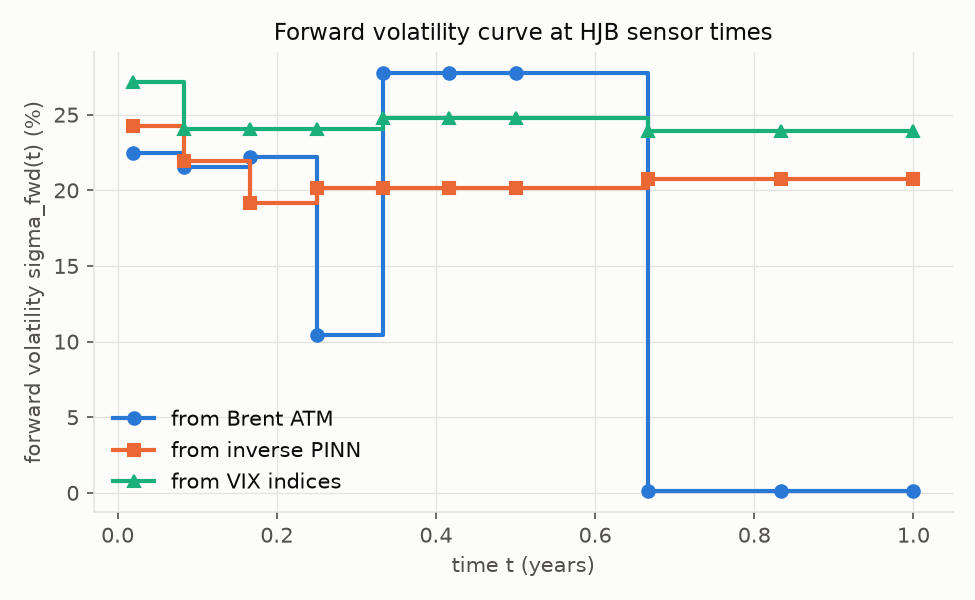 Forward volatility curve at HJB sensor times
forward volatility sigma_fwd(t) (%)
25
20
15
10
5
0
from Brent ATM
from inverse PINN
from VIX indices
0.0 0.2 0.4 0.6 0.8 1.0
time t (years)